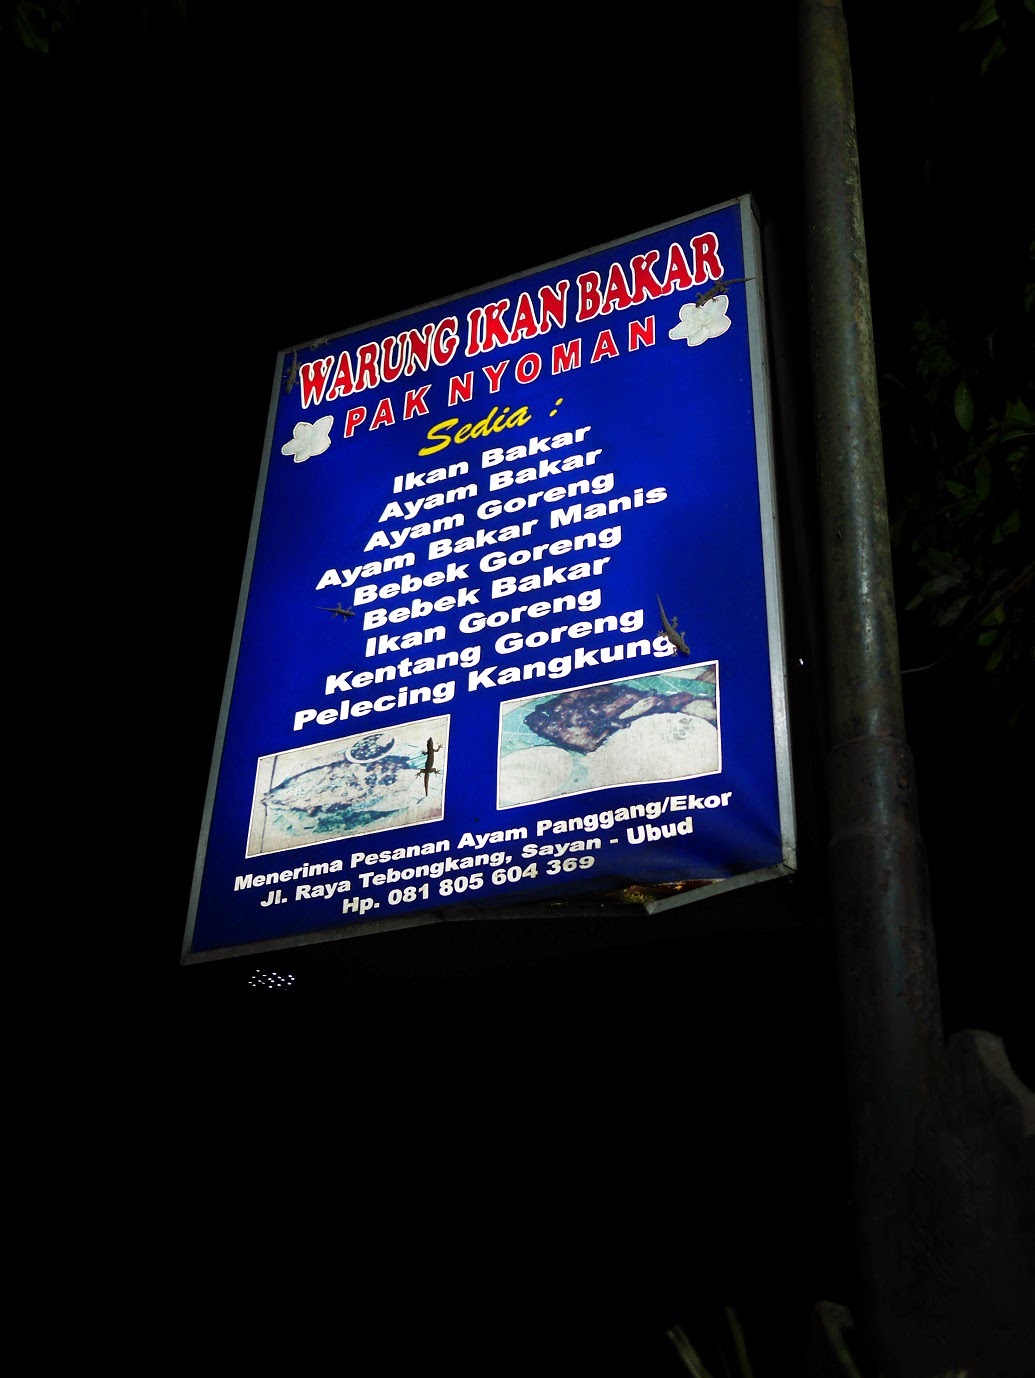 WARUNG IKAN BAKAR
PAK NYOMAN
Sedia :
Ikan Bakar
Ayam Bakar
Ayam Goreng
Ayam Bakar Manis
Bebek Goreng
Bebek Bakar
Ikan Goreng
Kentang Goreng
Pelecing Kangkung
Menerima Pesanan Ayam Panggang/Ekor
Jl. Raya Tebongkang, Sayan - Ubud
Hp. 081 805 604 369